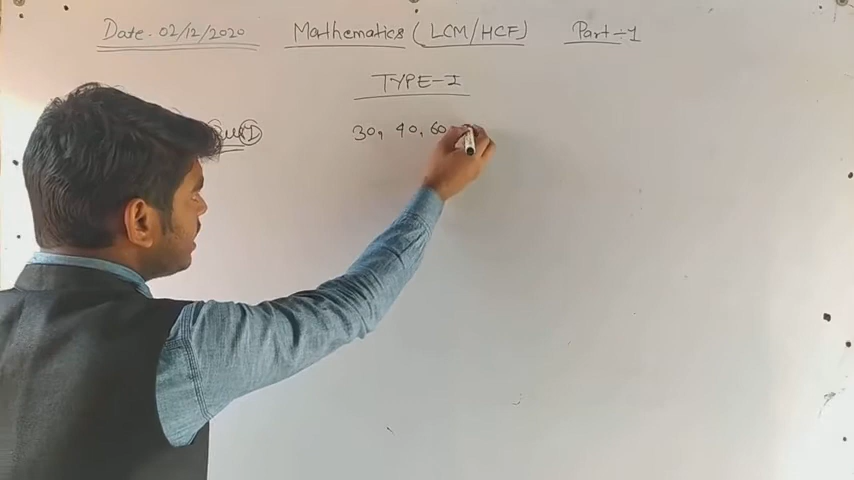 Date. 02/12/2020 Mathematics (LCM/HCF) Part-1
TYPE-I
30, 40, 60